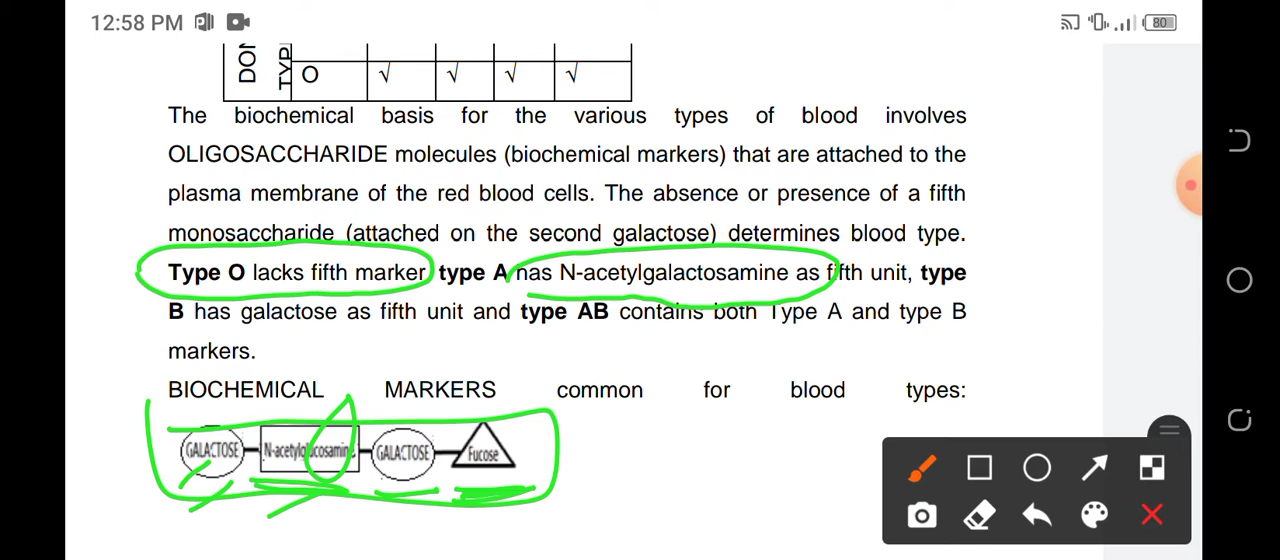 12:58 PM
80
DON
TYP
O √ √ √ √
The biochemical basis for the various types of blood involves
OLIGOSACCHARIDE molecules (biochemical markers) that are attached to the
plasma membrane of the red blood cells. The absence or presence of a fifth
monosaccharide (attached on the second galactose) determines blood type.
Type O lacks fifth marker type A has N-acetylgalactosamine as fifth unit, type
B has galactose as fifth unit and type AB contains both Type A and type B
markers.
BIOCHEMICAL MARKERS common for blood types:
GALACTOSE N-acetylglucosamine GALACTOSE Fucose